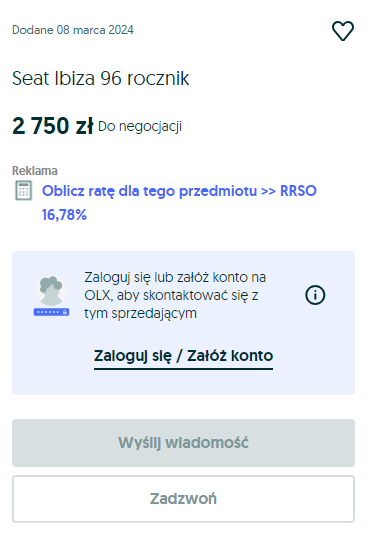 Dodane 08 marca 2024
Seat Ibiza 96 rocznik
2 750 zł Do negocjacji
Reklama
Oblicz ratę dla tego przedmiotu >> RRSO
16,78%
Zaloguj się lub załóż konto na
OLX, aby skontaktować się z
tym sprzedającym
Zaloguj się / Załóż konto
Wyślij wiadomość
Zadzwoń